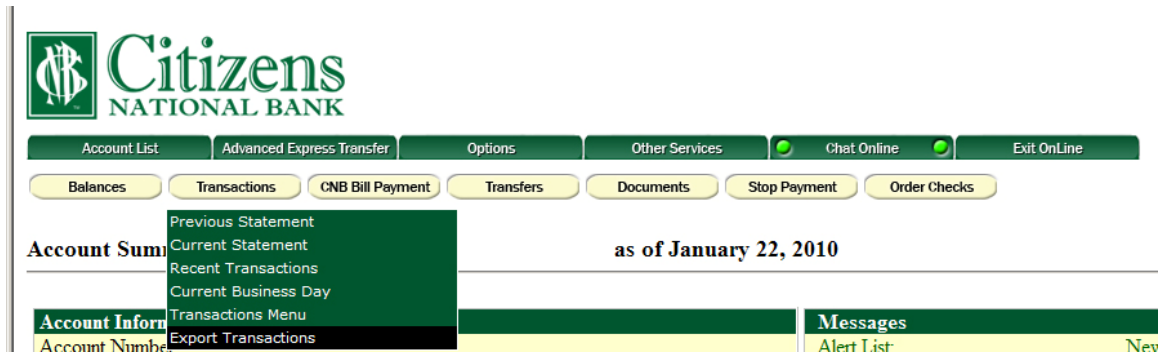 Citizens
NATIONAL BANK
Account List Advanced Express Transfer Options Other Services Chat Online Exit OnLine
Balances Transactions CNB Bill Payment Transfers Documents Stop Payment Order Checks
Previous Statement
Account Sum Current Statement as of January 22, 2010
Recent Transactions
Current Business Day
Account Inform Transactions Menu Messages
Account Number Export Transactions Alert List: New